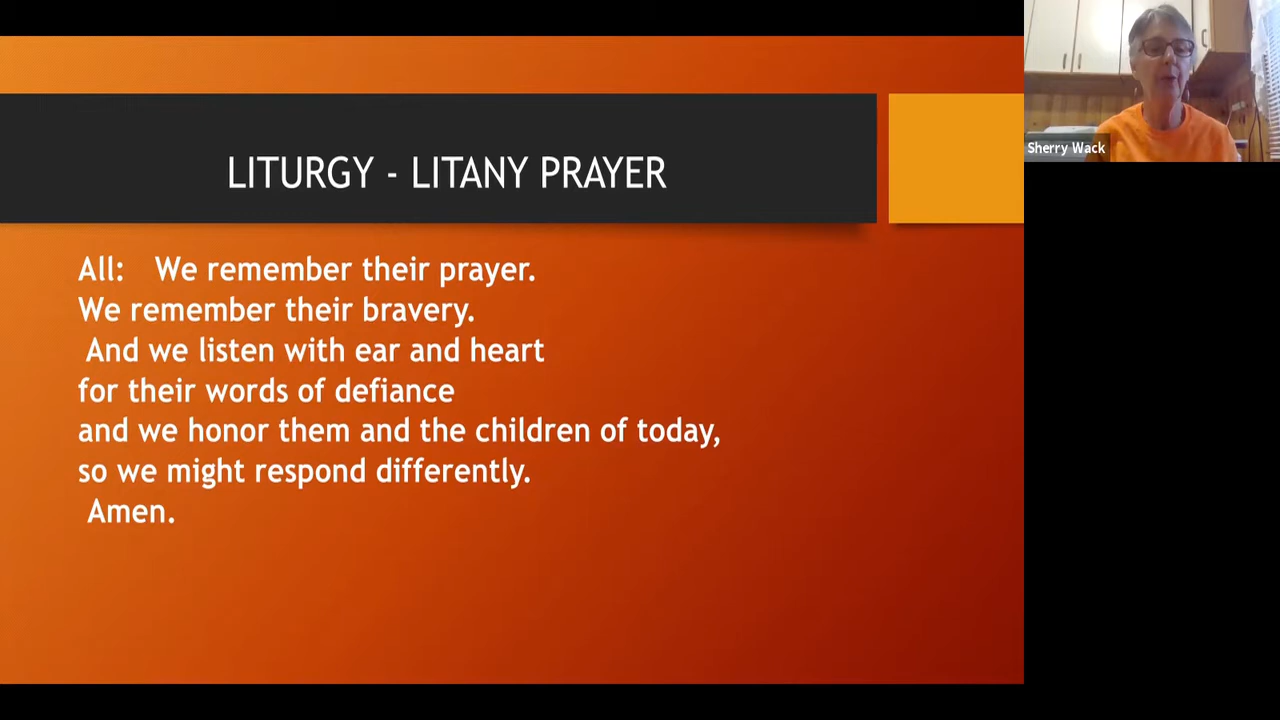 LITURGY - LITANY PRAYER
All: We remember their prayer.
We remember their bravery.
And we listen with ear and heart
for their words of defiance
and we honor them and the children of today,
so we might respond differently.
Amen.
Sherry Wack